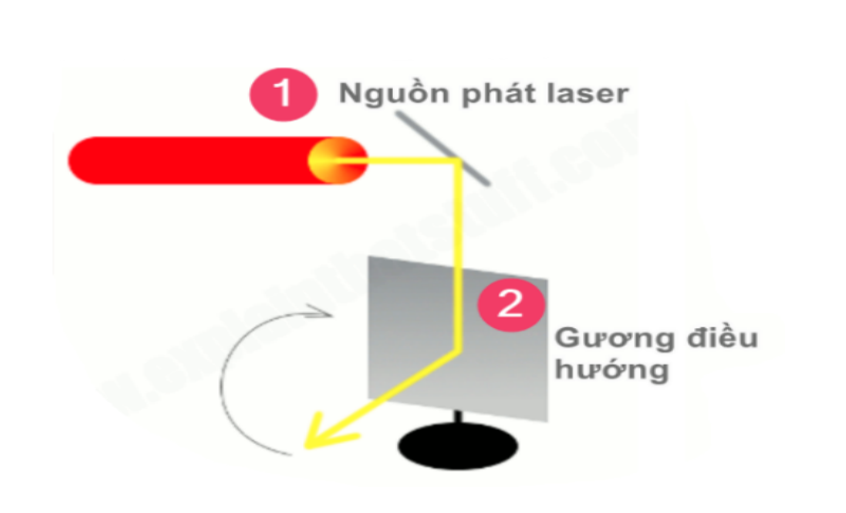 1 Nguồn phát laser
2
Gương điều
hướng